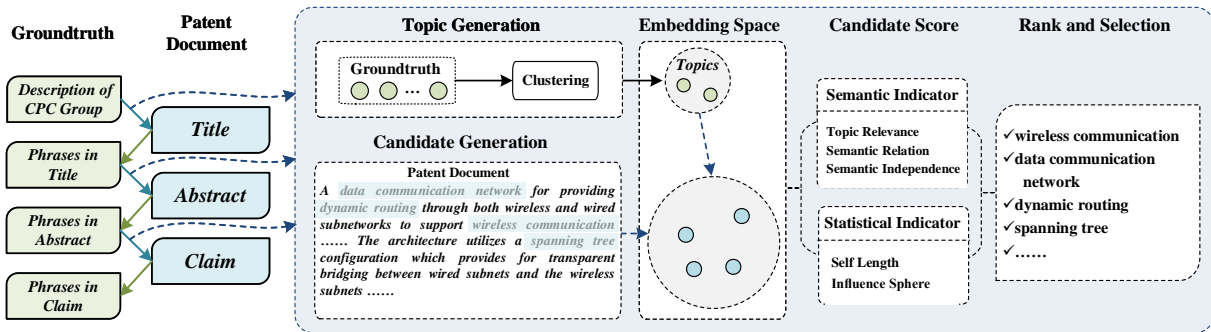 Groundtruth
Patent
Document
Description of
CPC Group
Title
Phrases in
Title
Abstract
Phrases in
Abstract
Claim
Phrases in
Claim
Topic Generation
Groundtruth
...
Clustering
Candidate Generation
Patent Document
A data communication network for providing
dynamic routing through both wireless and wired
subnetworks to support wireless communication
...... The architecture utilizes a spanning tree
configuration which provides for transparent
bridging between wired subnets and the wireless
subnets ......
Embedding Space
Topics
Candidate Score
Semantic Indicator
Topic Relevance
Semantic Relation
Semantic Independence
Statistical Indicator
Self Length
Influence Sphere
Rank and Selection
✓wireless communication
✓data communication
network
✓dynamic routing
✓spanning tree
✓......